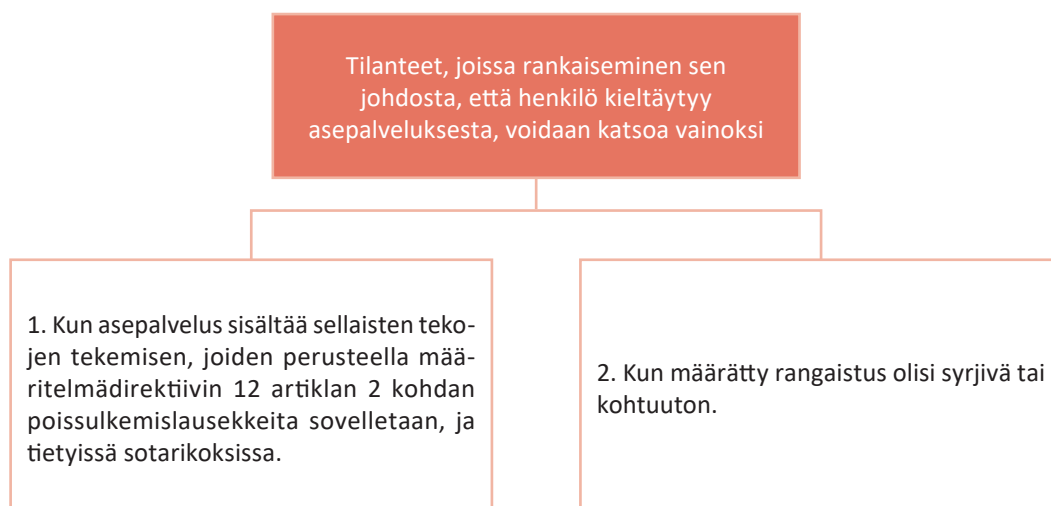 Tilanteet, joissa rankaiseminen sen
johdosta, että henkilö kieltäytyy
asepalveluksesta, voidaan katsoa vainoksi
1. Kun asepalvelus sisältää sellaisten teko-
jen tekemisen, joiden perusteella mää-
ritelmädirektiivin 12 artiklan 2 kohdan
poissulkemislausekkeita sovelletaan, ja
tietyissä sotarikoksissa.
2. Kun määrätty rangaistus olisi syrjivä tai
kohtuuton.